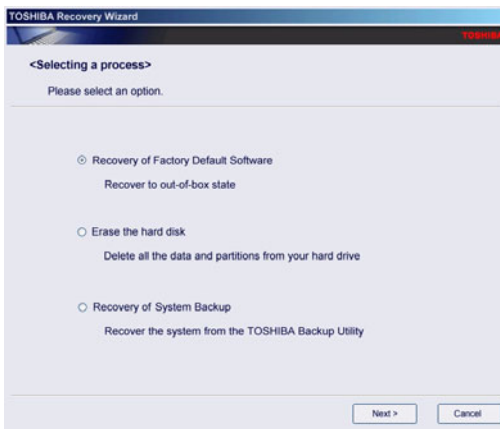 TOSHIBA Recovery Wizard
TOSHIBA
<Selecting a process>
Please select an option.
Recovery of Factory Default Software
Recover to out-of-box state
Erase the hard disk
Delete all the data and partitions from your hard drive
Recovery of System Backup
Recover the system from the TOSHIBA Backup Utility
Next >
Cancel